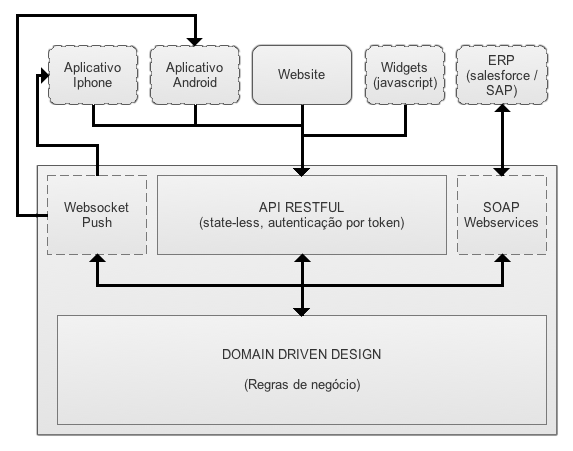 Aplicativo
Iphone
Aplicativo
Android
Website
Widgets
(javascript)
ERP
(salesforce /
SAP)
Websocket
Push
API RESTFUL
(state-less, autenticação por token)
SOAP
Webservices
DOMAIN DRIVEN DESIGN
(Regras de negócio)